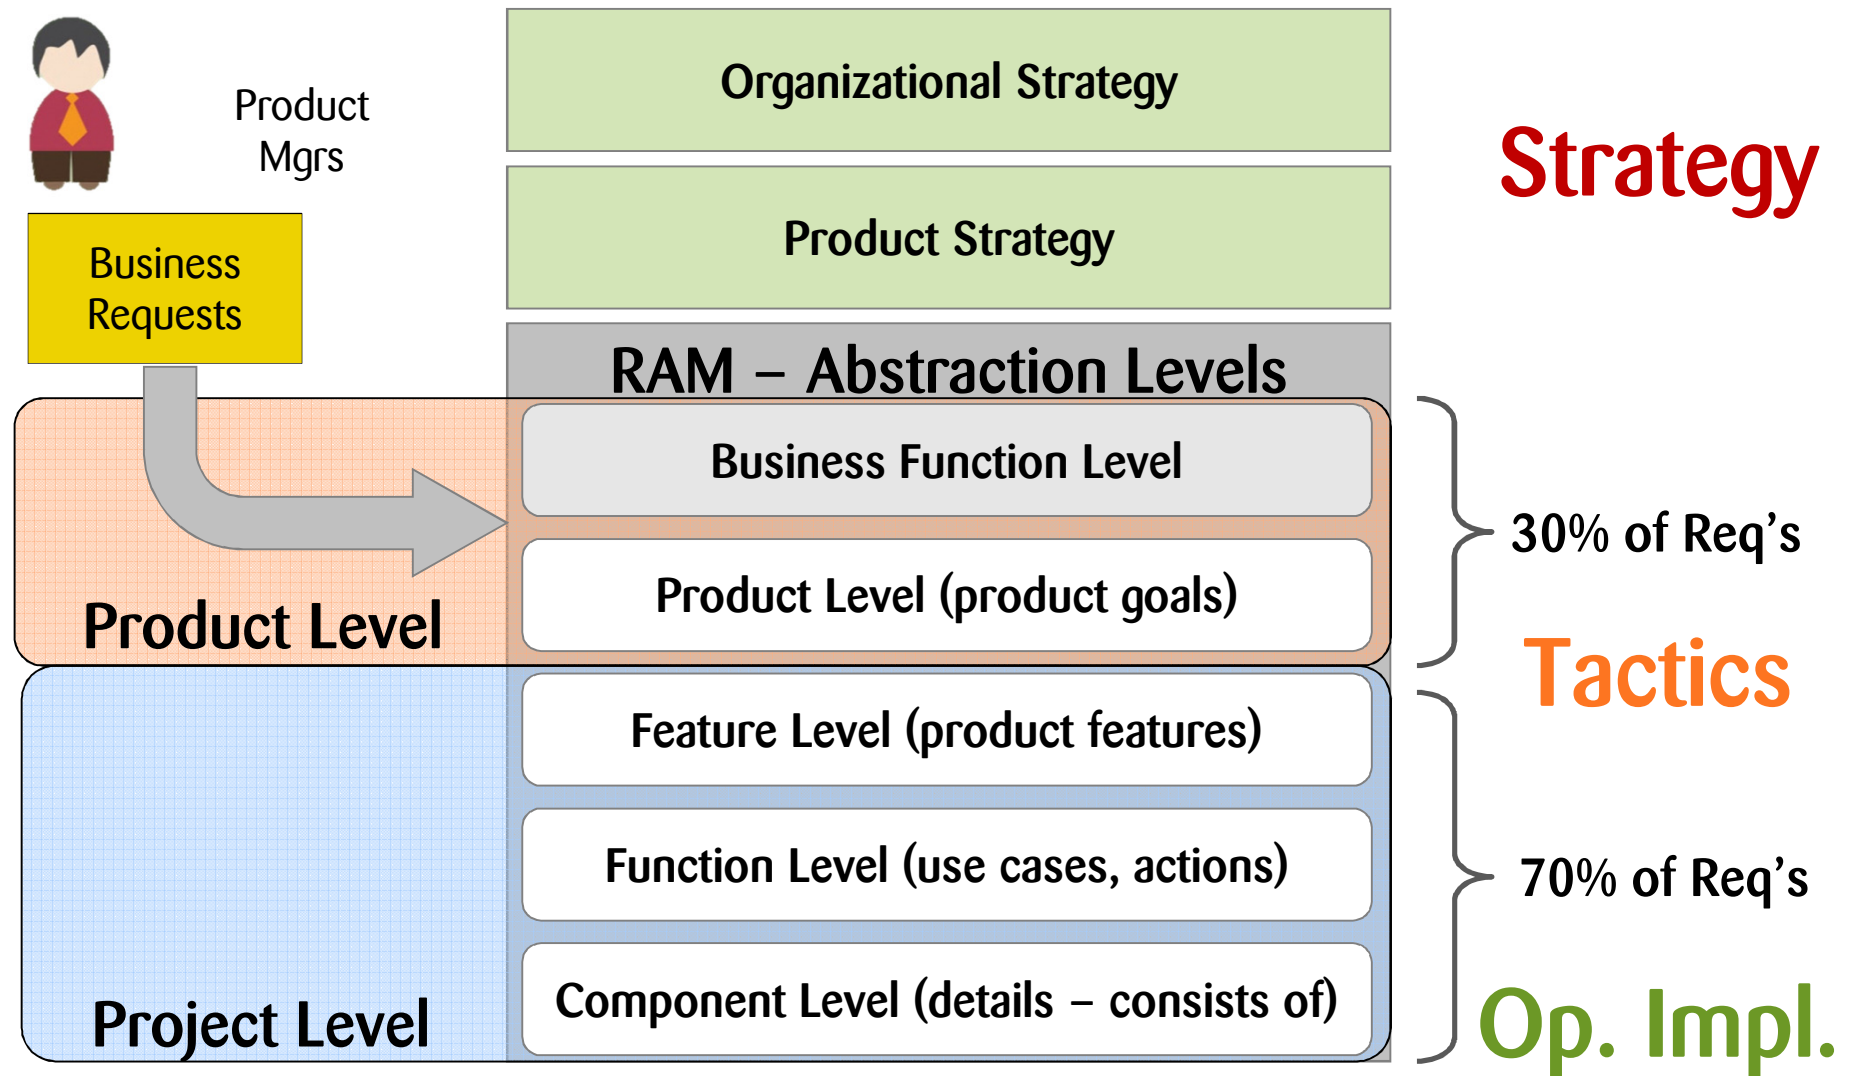 Product
Mgrs
Business
Requests
Organizational Strategy
Product Strategy
Strategy
RAM – Abstraction Levels
Business Function Level
Product Level (product goals)
Product Level
30% of Req’s
Tactics
Feature Level (product features)
Function Level (use cases, actions)
Component Level (details – consists of)
Project Level
70% of Req’s
Op. Impl.